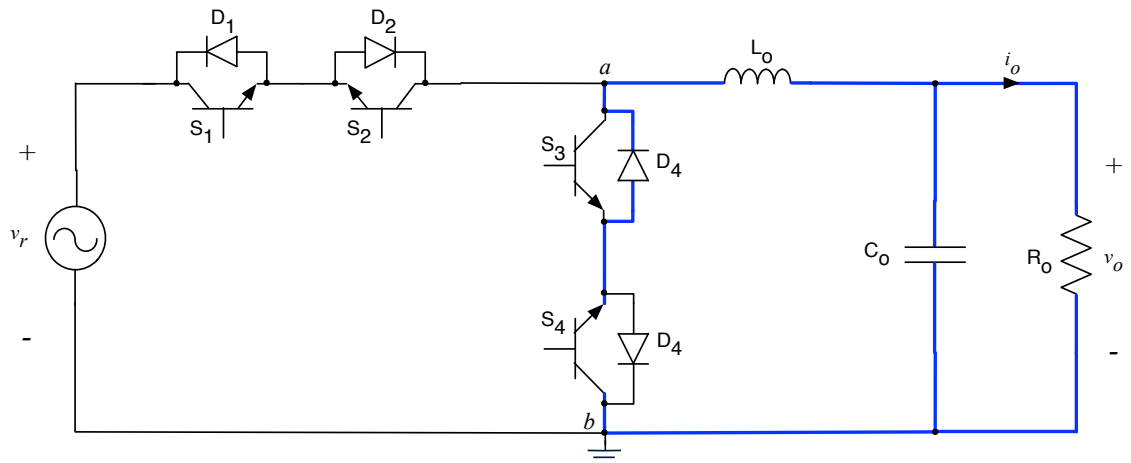 D1
D2
S1
S2
a
Lo
io
+
vr
-
S3
D4
S4
D4
b
Co
Ro
+
vo
-